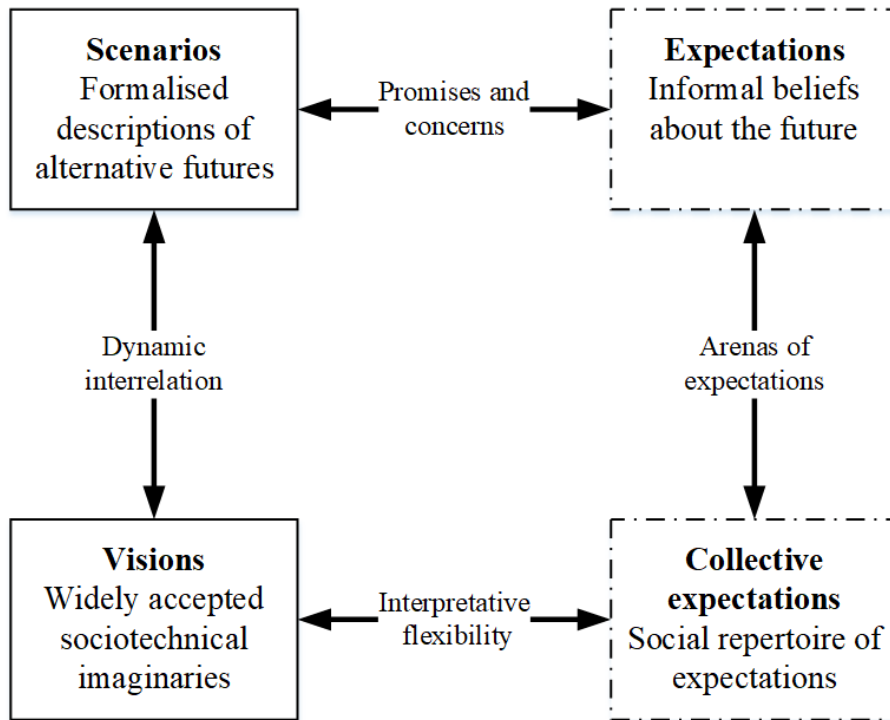 Scenarios
Formalised
descriptions of
alternative futures
Promises and
concerns
Expectations
Informal beliefs
about the future
Dynamic
interrelation
Arenas of
expectations
Visions
Widely accepted
sociotechnical
imaginaries
Interpretative
flexibility
Collective
expectations
Social repertoire of
expectations